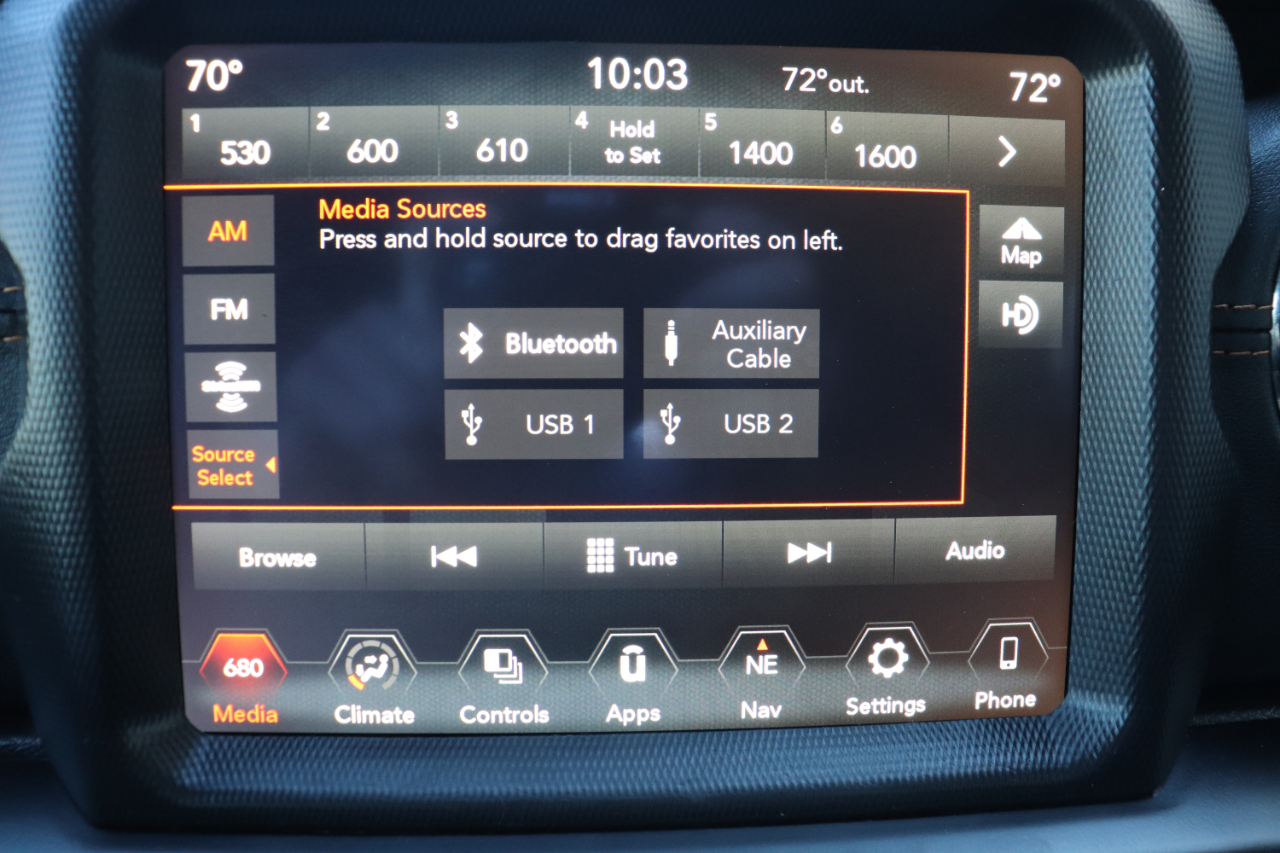 70° 10:03 72°out. 72°
1 530 2 600 3 610 4 Hold to Set 5 1400 6 1600
Media Sources
Press and hold source to drag favorites on left.
AM
FM
Source
Select
Bluetooth
Auxiliary
Cable
USB 1
USB 2
Map
HD
Browse Tune Audio
680 NE
Media Climate Controls Apps Nav Settings Phone